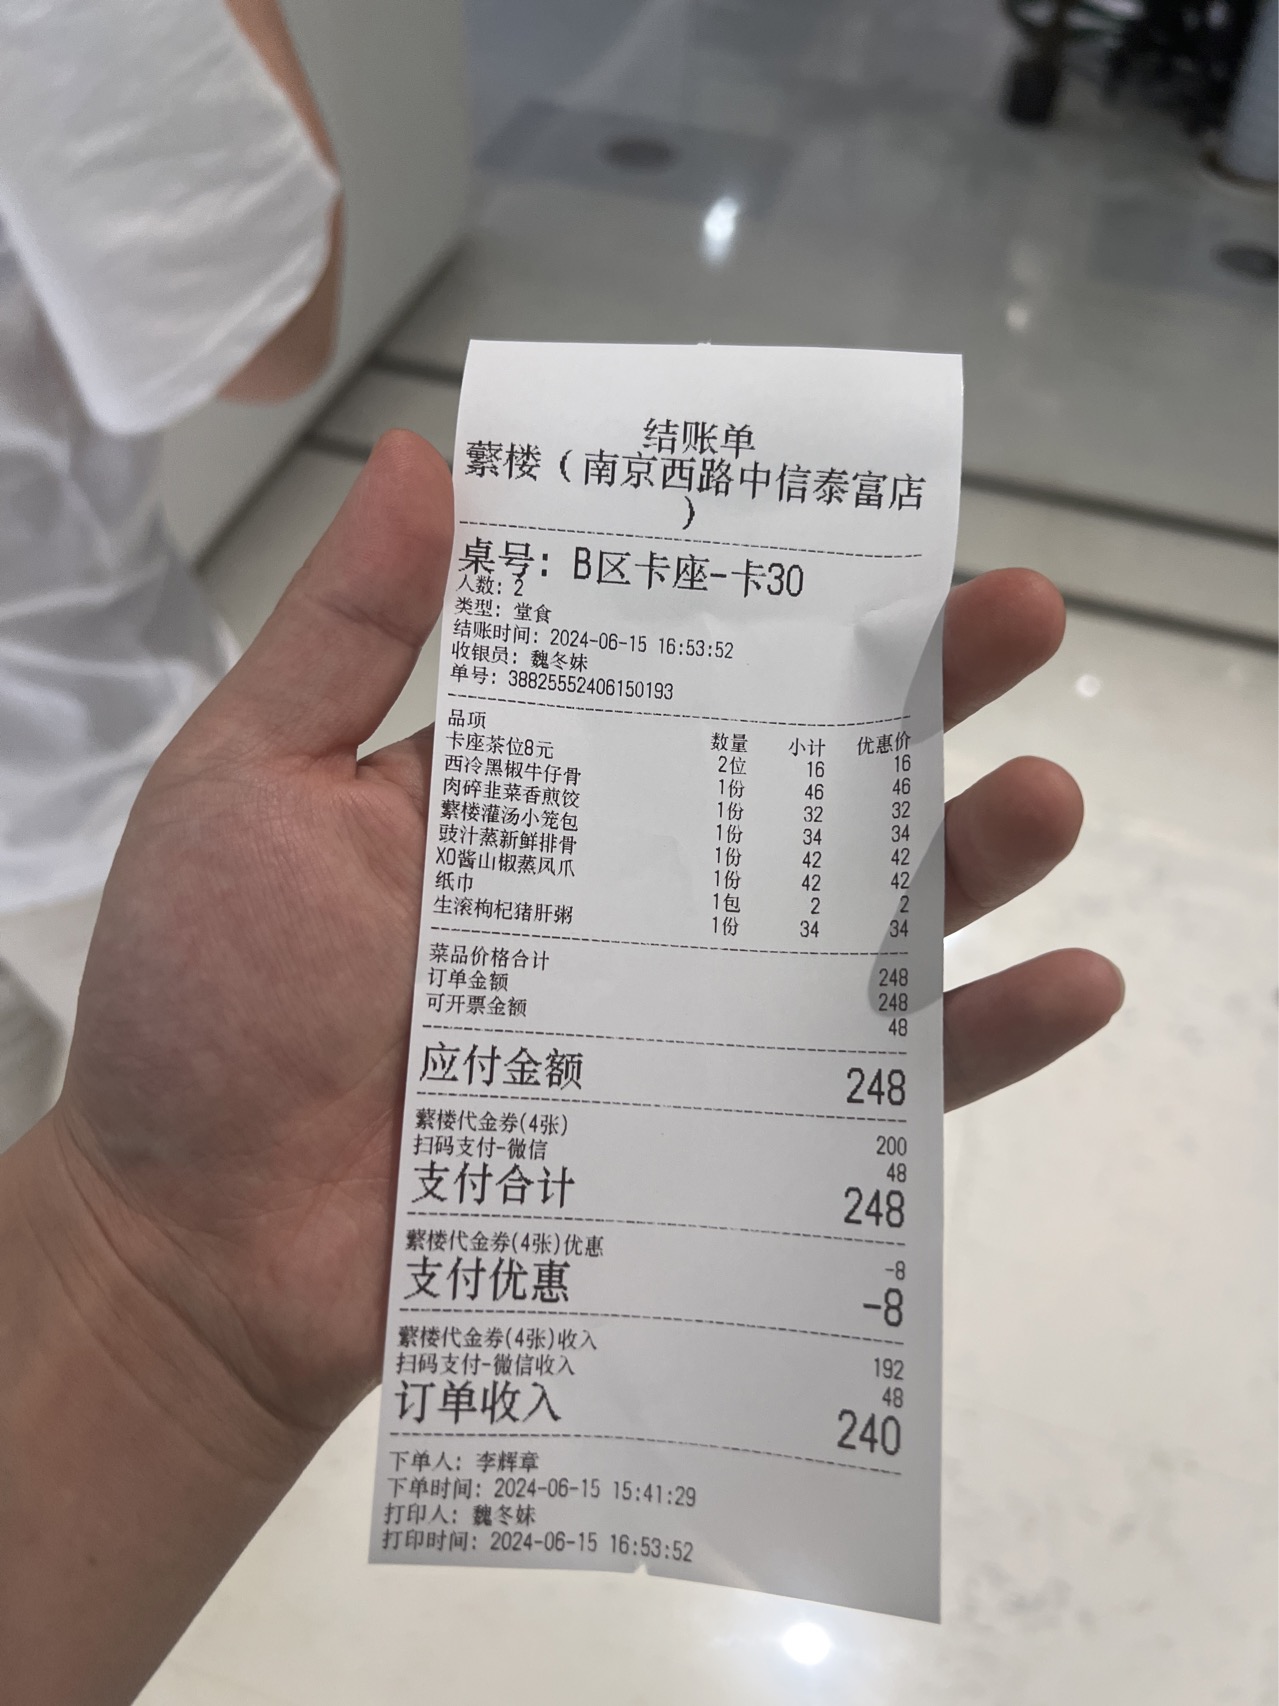 结账单
蘩楼（南京西路中信泰富店
）
桌号：B区卡座-卡30
人数：2
类型：堂食
结账时间：2024-06-15 16:53:52
收银员：魏冬妹
单号：38825552406150193
品项 数量 小计 优惠价
卡座茶位8元 2位 16 16
西冷黑椒牛仔骨 1份 46 46
肉碎韭菜香煎饺 1份 32 32
蘩楼灌汤小笼包 1份 34 34
豉汁蒸新鲜排骨 1份 42 42
XO酱山椒蒸凤爪 1份 42 42
纸巾 1包 2 2
生滚枸杞猪肝粥 1份 34 34
菜品价格合计 248
订单金额 248
可开票金额 48
应付金额 248
蘩楼代金券(4张) 200
扫码支付-微信 48
支付合计 248
蘩楼代金券(4张)优惠 -8
支付优惠 -8
蘩楼代金券(4张)收入 192
扫码支付-微信收入 48
订单收入 240
下单人：李辉章
下单时间：2024-06-15 15:41:29
打印人：魏冬妹
打印时间：2024-06-15 16:53:52